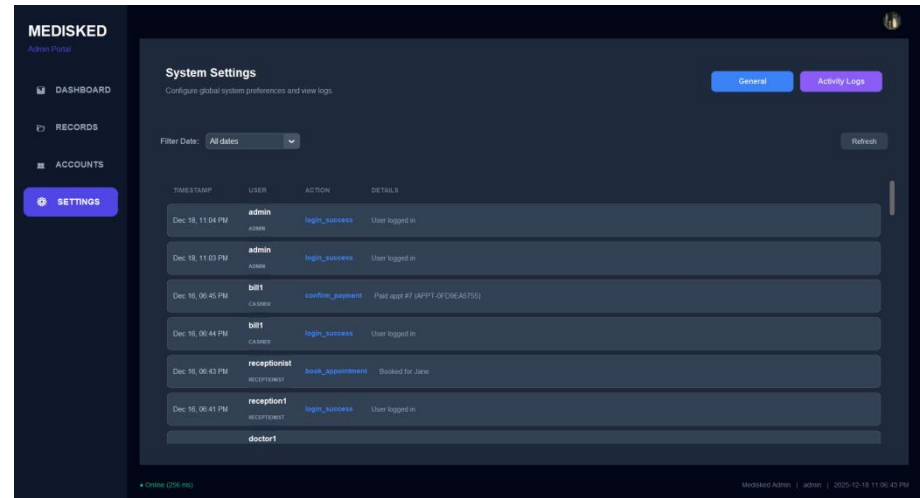 MEDISKED
Admin Portal
DASHBOARD
RECORDS
ACCOUNTS
SETTINGS
System Settings
Configure global system preferences and view logs.
General
Activity Logs
Filter Date: All dates
Refresh
TIMESTAMP USER ACTION DETAILS
Dec 18, 11:04 PM admin login_success User logged in
ADMIN
Dec 18, 11:03 PM admin login_success User logged in
ADMIN
Dec 16, 06:45 PM bill1 confirm_payment Paid appt #7 (APPT-0FD9EA5755)
CASHIER
Dec 16, 06:44 PM bill1 login_success User logged in
CASHIER
Dec 16, 06:43 PM receptionist book_appointment Booked for Jane
RECEPTIONIST
Dec 16, 06:41 PM reception1 login_success User logged in
RECEPTIONIST
doctor1
● Online (256 ms)
Medisked Admin | admin | 2025-12-18 11:06:43 PM